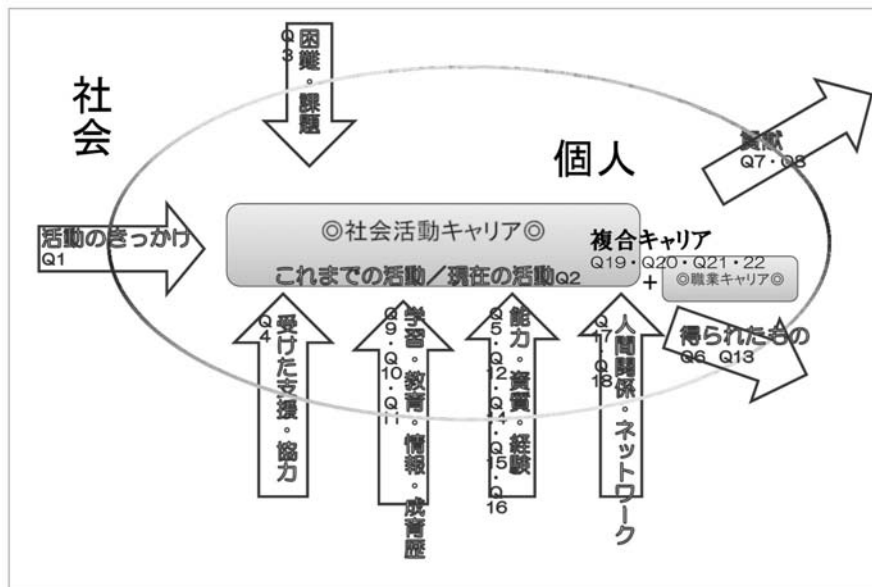 困難・課題
Q3
社会
個人
貢献
Q7・Q8
活動のきっかけ
Q1
◎社会活動キャリア◎
これまでの活動／現在の活動Q2
複合キャリア
Q19・Q20・Q21・22
+
◎職業キャリア◎
得られたもの
Q6 Q13
受けた支援・協力
Q4
学習・教育・情報・成育歴
Q9・Q10・Q11
能力・資質・経験
Q5・Q12・Q14・Q15・Q16
人間関係・ネットワーク
Q17・Q18